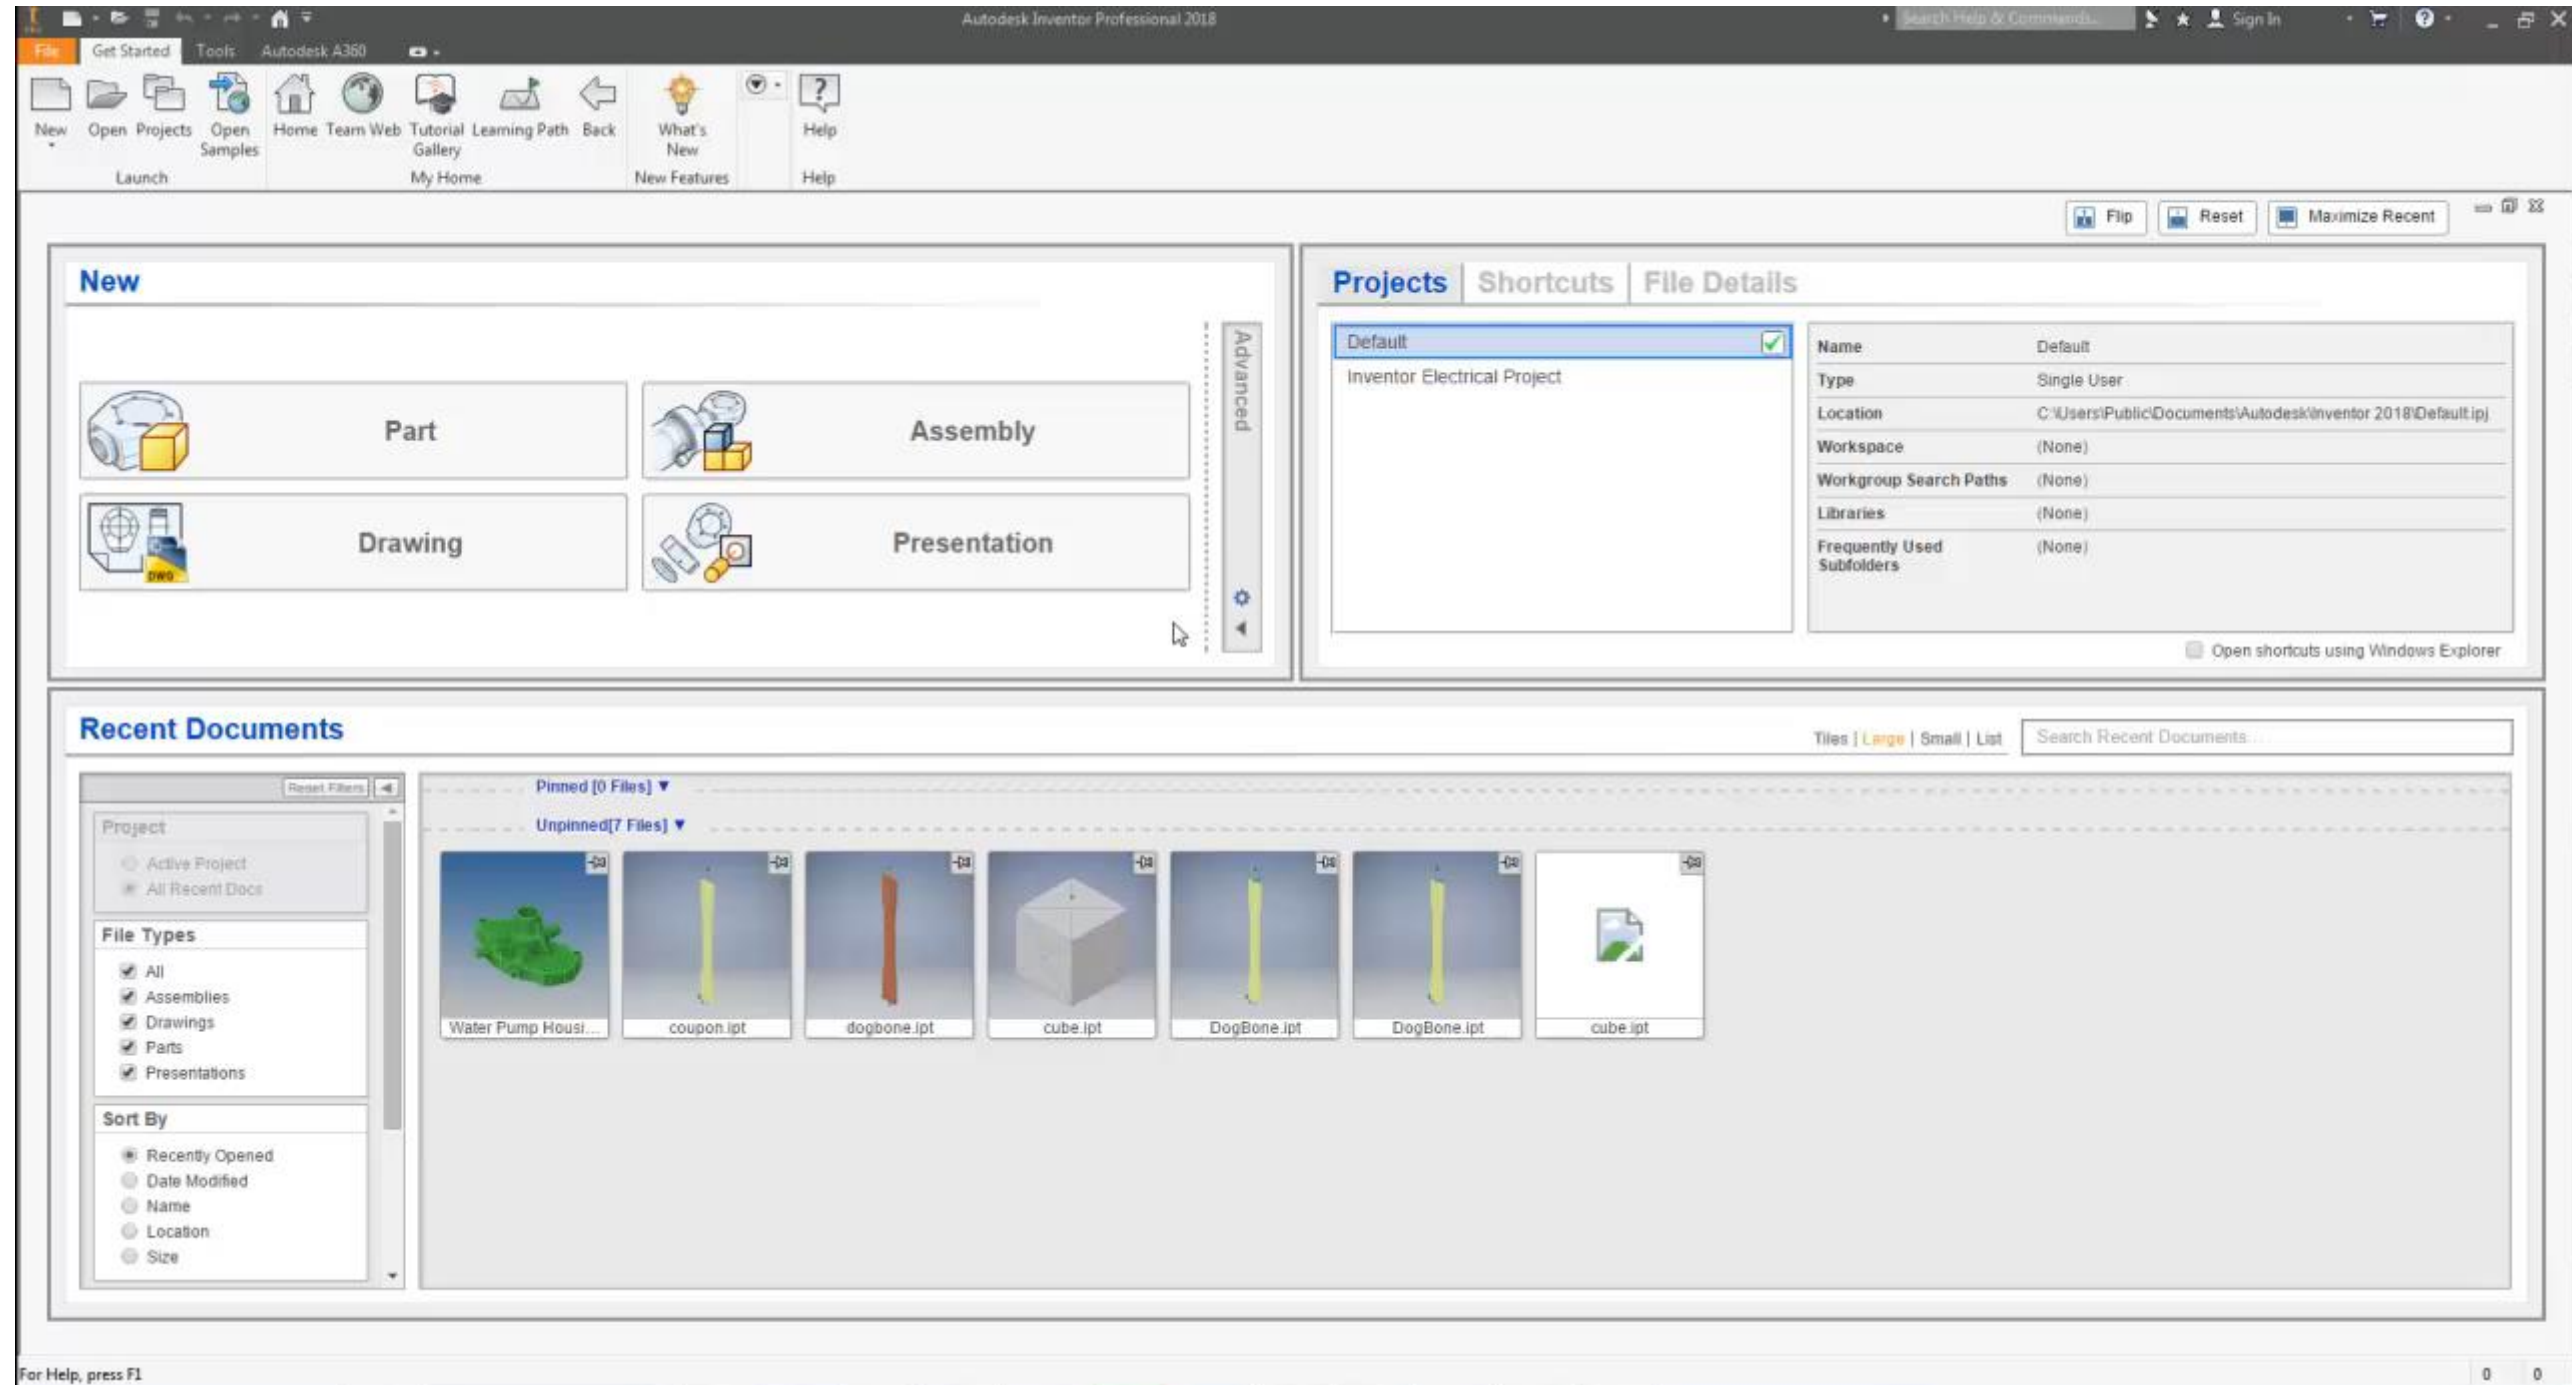 Autodesk Inventor Professional 2018
Search Help & Commands...
Sign In
File
Get Started
Tools
Autodesk A360
New
Open
Projects
Open Samples
Home
Team Web
Tutorial Gallery
Learning Path
Back
What's New
Help
Launch
My Home
New Features
Help
Flip
Reset
Maximize Recent
New
Part
Assembly
Drawing
DWG
Presentation
Advanced
Projects
Shortcuts
File Details
Default
Inventor Electrical Project
Name Default
Type Single User
Location C:\Users\Public\Documents\Autodesk\Inventor 2018\Default.ipj
Workspace (None)
Workgroup Search Paths (None)
Libraries (None)
Frequently Used (None)
Subfolders
Open shortcuts using Windows Explorer
Recent Documents
Tiles | Large | Small | List
Search Recent Documents...
Reset Filters
Project
Active Project
All Recent Docs
File Types
All
Assemblies
Drawings
Parts
Presentations
Sort By
Recently Opened
Date Modified
Name
Location
Size
Pinned [0 Files]
Unpinned[7 Files]
Water Pump Housi...
coupon.ipt
dogbone.ipt
cube.ipt
DogBone.ipt
DogBone.ipt
cube.ipt
For Help, press F1
0 0